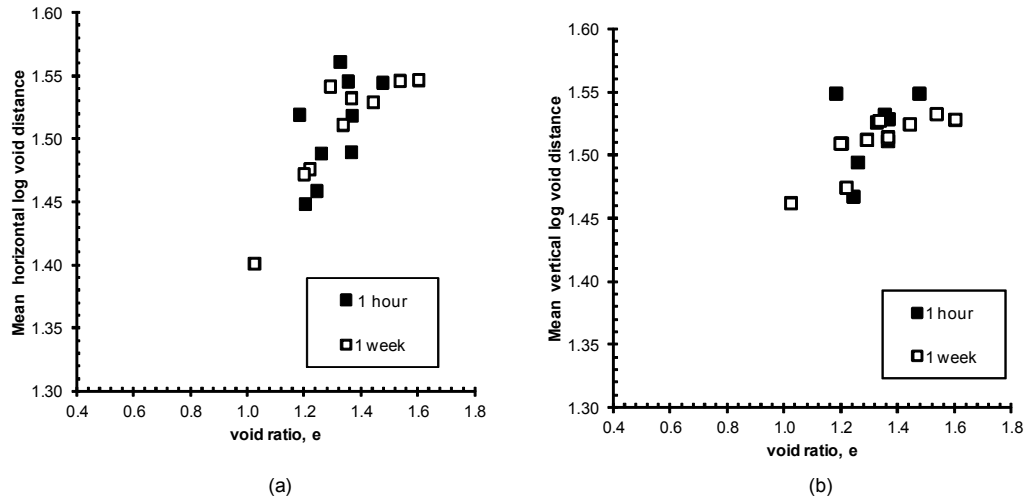 1.60
1.55
1.50
1.45
1.40
1.35
1.30
Mean horizontal log void distance
0.4 0.6 0.8 1.0 1.2 1.4 1.6 1.8
void ratio, e
1 hour
1 week
(a)
1.60
1.55
1.50
1.45
1.40
1.35
1.30
Mean vertical log void distance
0.4 0.6 0.8 1.0 1.2 1.4 1.6 1.8
void ratio, e
1 hour
1 week
(b)